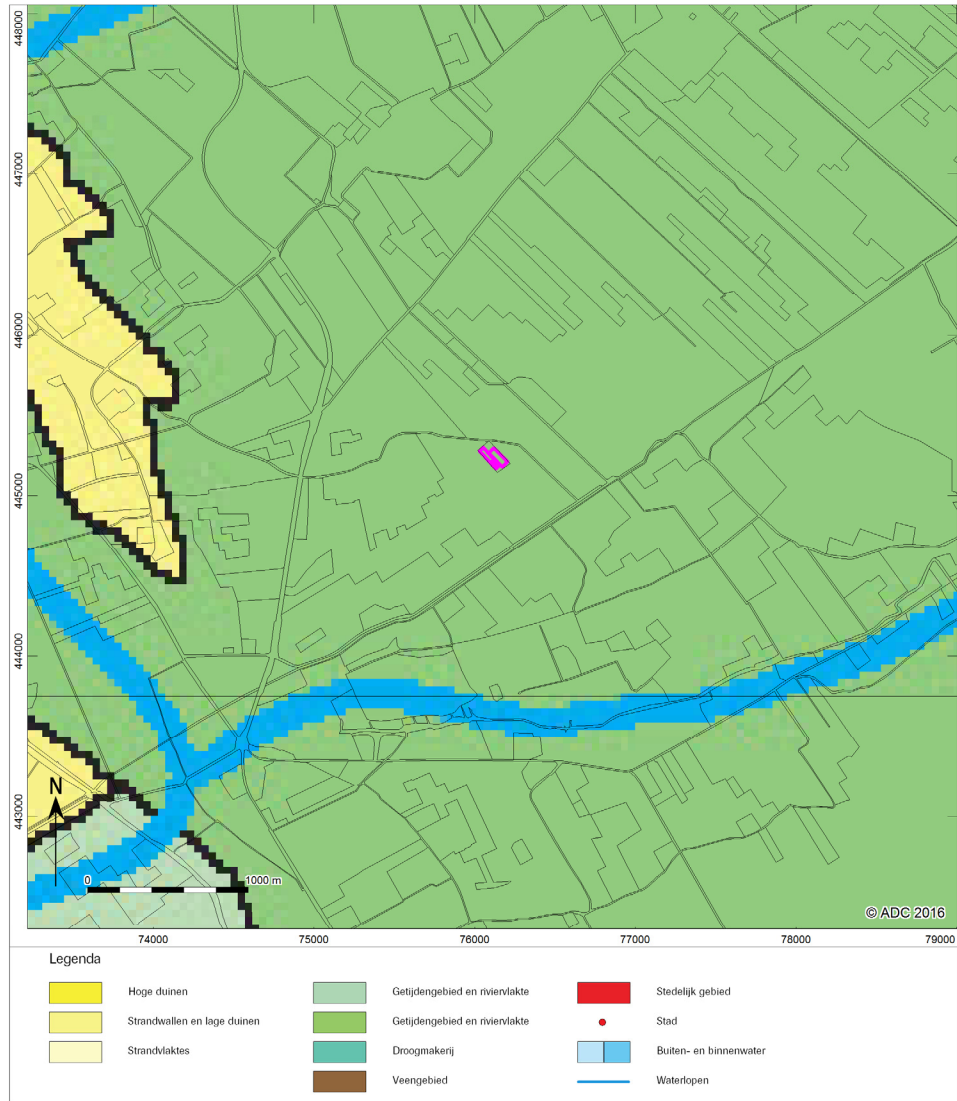 448000
447000
446000
445000
444000
443000
N
0 1000 m
© ADC 2016
74000 75000 76000 77000 78000 79000
Legenda
Hoge duinen
Strandwallen en lage duinen
Strandvlaktes
Getijdengebied en riviervlakte
Getijdengebied en riviervlakte
Droogmakerij
Veengebied
Stedelijk gebied
Stad
Buiten- en binnenwater
Waterlopen